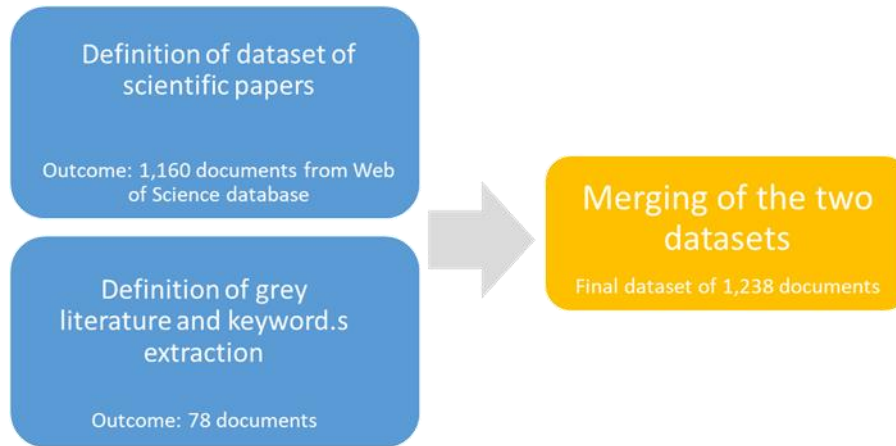 Definition of dataset of
scientific papers
Outcome: 1,160 documents from Web
of Science database
Definition of grey
literature and keyword.s
extraction
Outcome: 78 documents
Merging of the two
datasets
Final dataset of 1,238 documents